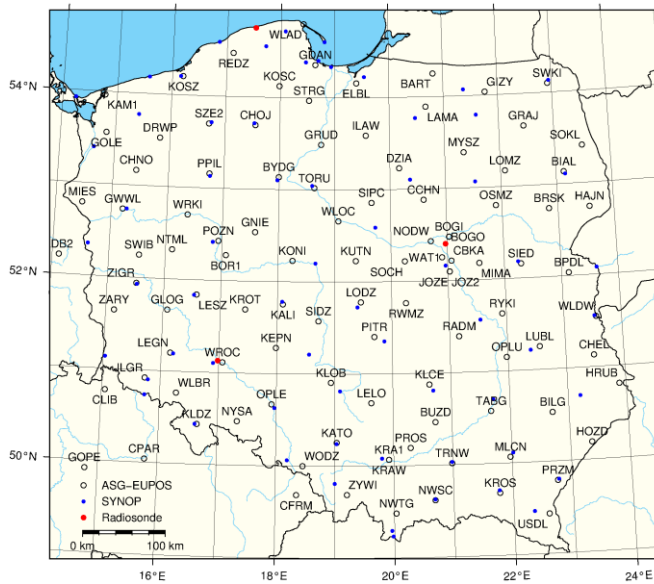 WLAD
REDZ
GDAN
54°N
KOSZ
KOSC
ELBL
BART
GIZY
SWKI
STRG
KAM1
SZE2
CHOJ
LAMA
GRAJ
GOLE
DRWP
GRUD
ILAW
MYSZ
SOKL
CHNO
PPIL
BYDG
TORU
DZIA
LOMZ
BIAL
MIES
GWWL
WRKI
SIPC
CCHN
OSMZ
BRSK
HAJN
WLOC
DB2
SWIB
NTML
POZN
GNIE
NODW
BOGI
BOGO
BOR1
KONI
KUTN
SOCH
WAT1
CBKA
SIED
BPDL
52°N
ZIGR
JOZE
JOZ2
MIMA
ZARY
GLOG
LESZ
KROT
KALI
SIDZ
LODZ
RWMZ
RYKI
WLDW
LEGN
WROC
KEPN
PITR
RADM
OPLU
LUBL
CHEL
JLGR
KLOB
KLCE
HRUB
CLIB
WLBR
OPLE
LELO
TABG
BILG
KLDZ
NYSA
BUZD
HOZD
CPAR
KATO
PROS
MLCN
GOPE
WODZ
KRA1
KRAW
TRNW
50°N
ASG-EUPOS
SYNOP
Radiosonde
CFRM
ZYWI
NWTG
NWSC
KROS
PRZM
USDL
0 km
100 km
16°E
18°E
20°E
22°E
24°E